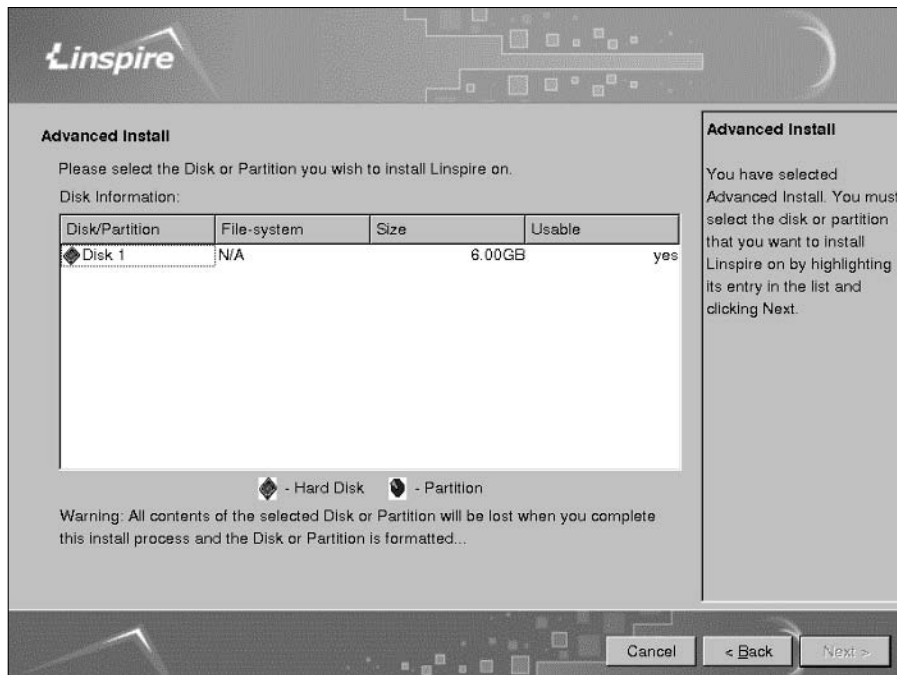 Linspire
Advanced Install
Please select the Disk or Partition you wish to install Linspire on.
Disk Information:
Disk/Partition File-system Size Usable
Disk 1 N/A 6.00GB yes
- Hard Disk - Partition
Warning: All contents of the selected Disk or Partition will be lost when you complete
this install process and the Disk or Partition is formatted...
Advanced Install
You have selected
Advanced Install. You must
select the disk or partition
that you want to install
Linspire on by highlighting
its entry in the list and
clicking Next.
Cancel < Back Next >